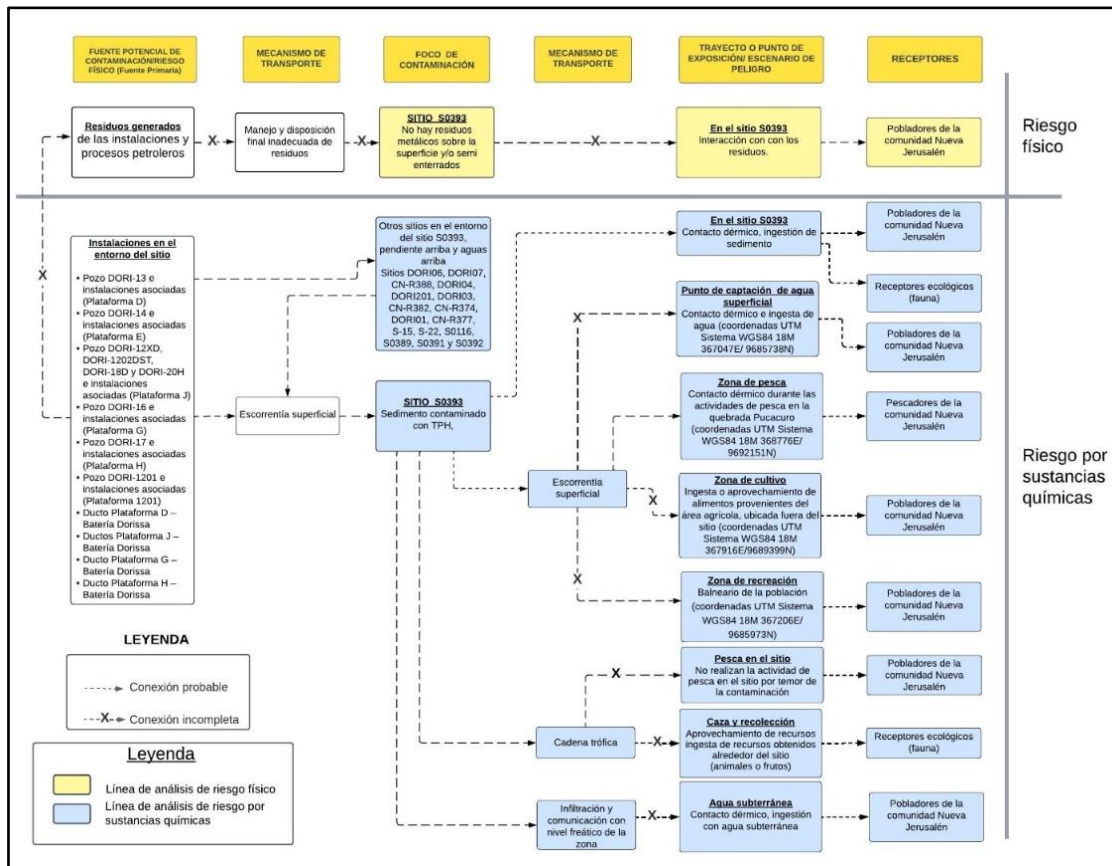 FUENTE POTENCIAL DE
CONTAMINACIÓN/RIESGO
FÍSICO (Fuente Primaria)
MECANISMO DE
TRANSPORTE
FOCO DE
CONTAMINACIÓN
MECANISMO DE
TRANSPORTE
TRAYECTO O PUNTO DE
EXPOSICIÓN/ ESCENARIO DE
PELIGRO
RECEPTORES
Residuos generados
de las instalaciones y
procesos petroleros
X
Manejo y disposición
final inadecuada de
residuos
X
SITIO S0393
No hay residuos
metálicos sobre la
superficie y/o semi
enterrados
X
En el sitio S0393
Interacción con con los
residuos.
Pobladores de la
comunidad Nueva
Jerusalén
Riesgo
físico
X
Instalaciones en el
entorno del sitio
• Pozo DORI-13 e
instalaciones asociadas
(Plataforma D)
• Pozo DORI-14 e
instalaciones asociadas
(Plataforma E)
• Pozo DORI-12XD,
DORI-1202DST,
DORI-18D y DORI-20H
e instalaciones
asociadas (Plataforma J)
• Pozo DORI-16 e
instalaciones asociadas
(Plataforma G)
• Pozo DORI-17 e
instalaciones asociadas
(Plataforma H)
• Pozo DORI-1201 e
instalaciones asociadas
(Plataforma 1201)
• Ducto Plataforma D –
Batería Dorissa
• Ductos Plataforma J –
Batería Dorissa
• Ducto Plataforma G –
Batería Dorissa
• Ducto Plataforma H –
Batería Dorissa
Escorrentía superficial
Otros sitios en el entorno
del sitio S0393,
pendiente arriba y aguas
arriba
Sitios DORI06, DORI07,
CN-R388, DORI04,
DORI201, DORI03,
CN-R382, CN-R374,
DORI01, CN-R377,
S-15, S-22, S0116,
S0389, S0391 y S0392
SITIO S0393
Sedimento contaminado
con TPH,
Escorrentía
superficial
X
X
X
En el sitio S0393
Contacto dérmico, ingestión de
sedimento
Pobladores de la
comunidad Nueva
Jerusalén
Receptores ecológicos
(fauna)
Punto de captación de agua
superficial
Contacto dérmico e ingesta de
agua (coordenadas UTM
Sistema WGS84 18M
367047E/ 9685738N)
X
Pobladores de la
comunidad Nueva
Jerusalén
Zona de pesca
Contacto dérmico durante las
actividades de pesca en la
quebrada Pucacuro
(coordenadas UTM Sistema
WGS84 18M 368776E/
9692151N)
Pescadores de la
comunidad Nueva
Jerusalén
Zona de cultivo
Ingesta o aprovechamiento de
alimentos provenientes del
área agrícola, ubicada fuera del
sitio (coordenadas UTM
Sistema WGS84 18M
367916E/9689399N)
Pobladores de la
comunidad Nueva
Jerusalén
Zona de recreación
Balneario de la población
(coordenadas UTM Sistema
WGS84 18M 367206E/
9685973N)
Pobladores de la
comunidad Nueva
Jerusalén
Riesgo por
sustancias
químicas
Cadena trófica
X
X
Pesca en el sitio
No realizan la actividad de
pesca en el sitio por temor de
la contaminación
Pobladores de la
comunidad Nueva
Jerusalén
Caza y recolección
Aprovechamiento de recursos
ingesta de recursos obtenidos
alrededor del sitio
(animales o frutos)
Receptores ecológicos
(fauna)
Infiltración y
comunicación con
nivel freático de la
zona
X
Agua subterránea
Contacto dérmico, ingestión
con agua subterránea
Pobladores de la
comunidad Nueva
Jerusalén
LEYENDA
Conexión probable
X
Conexión incompleta
Leyenda
Línea de análisis de riesgo físico
Línea de análisis de riesgo por
sustancias químicas